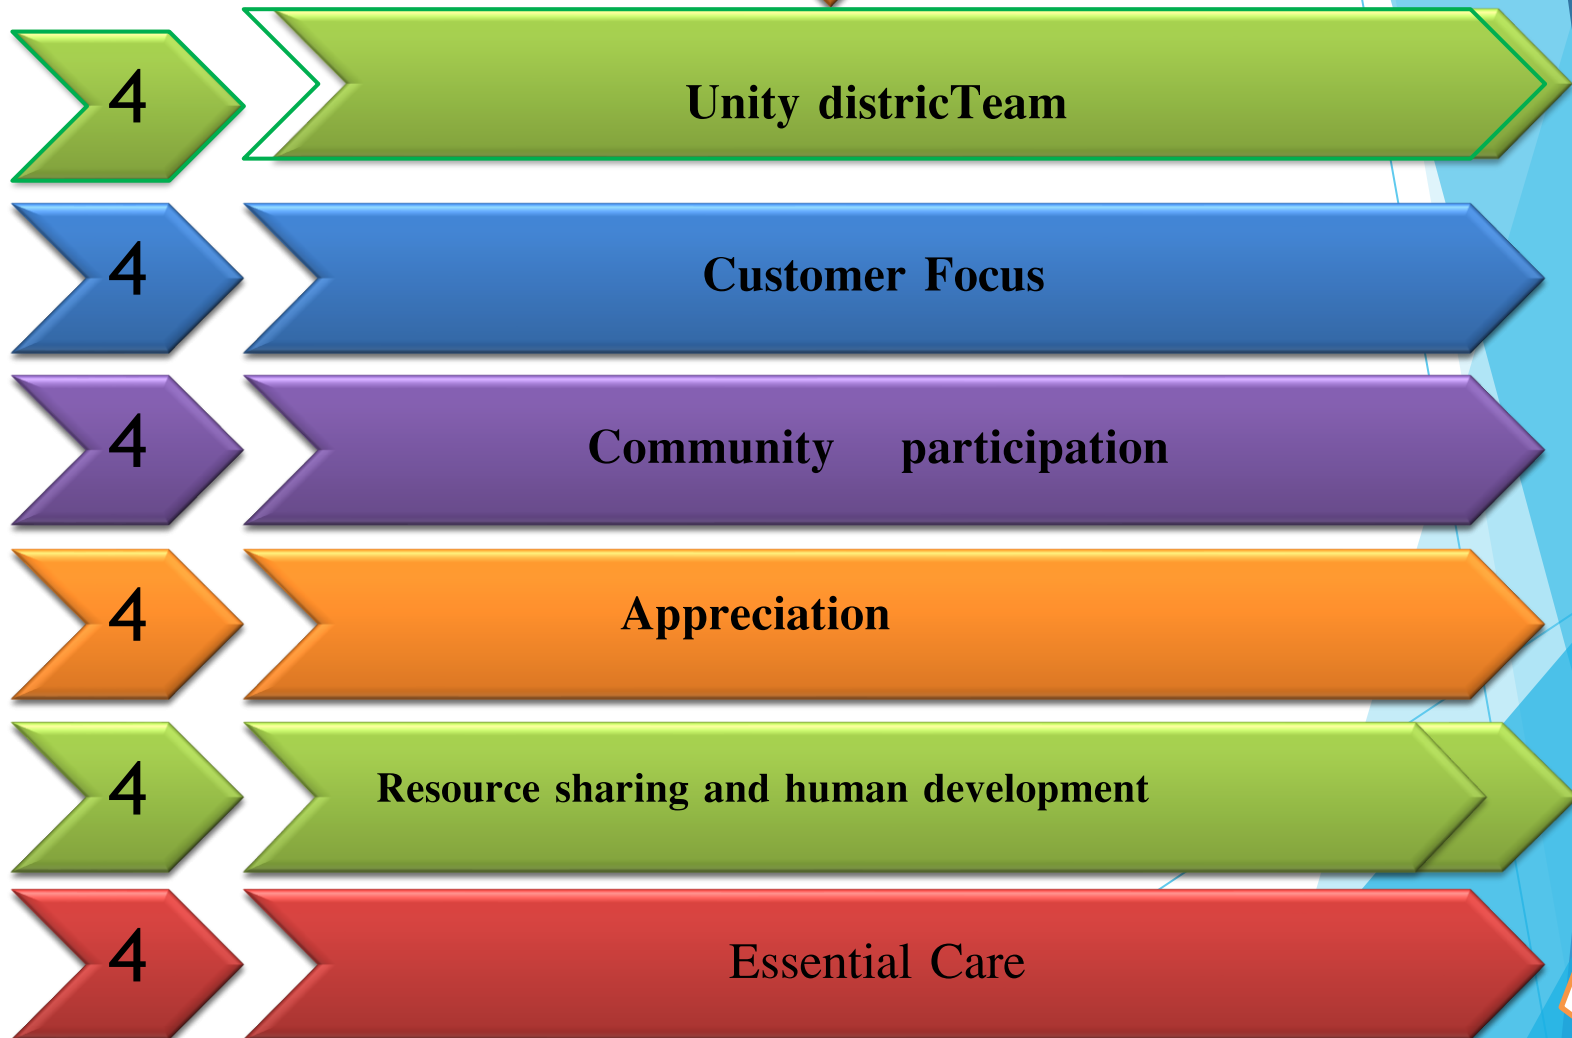 4 Unity districTeam
4 Customer Focus
4 Community participation
4 Appreciation
4 Resource sharing and human development
4 Essential Care